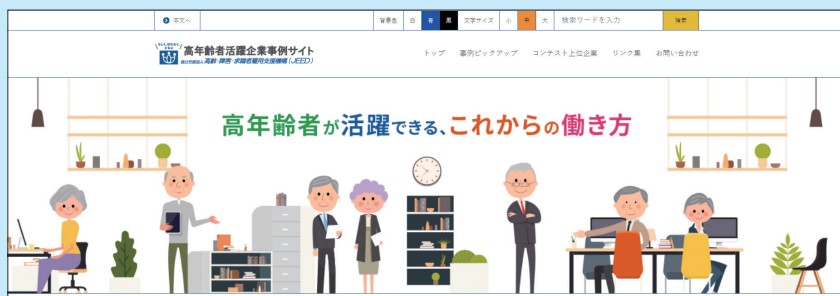 本文へ
背景色 白 青 黒 文字サイズ 小 中 大 検索ワードを入力 検索
高年齢者活躍企業事例サイト
独立行政法人 高齢・障害・求職者雇用支援機構 (JEED)
トップ 事例ピックアップ コンテスト上位企業 リンク集 お問い合わせ
高年齢者が活躍できる、これからの働き方